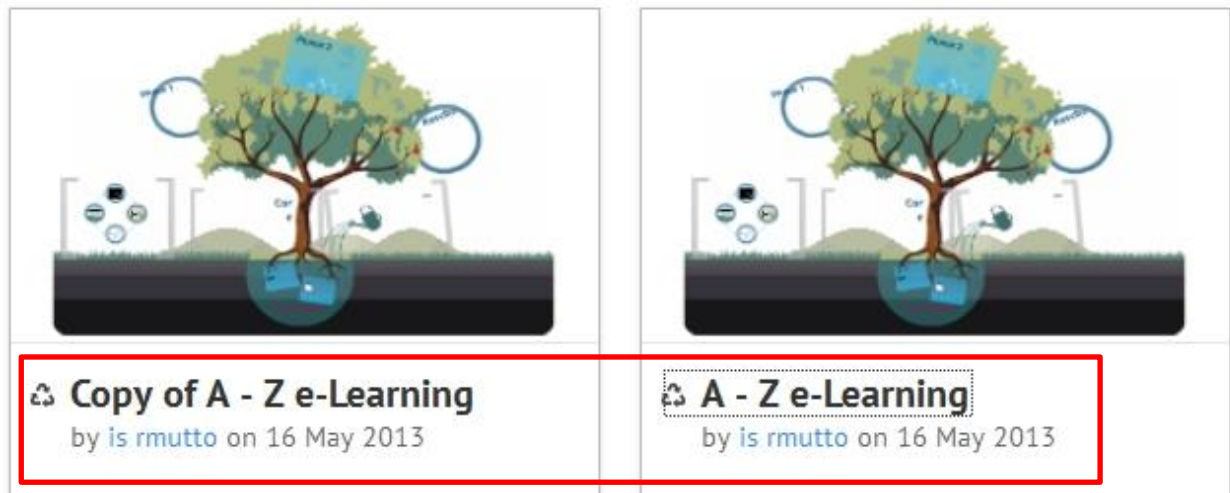 Copy of A - Z e-Learning
by is rmutto on 16 May 2013
A - Z e-Learning
by is rmutto on 16 May 2013